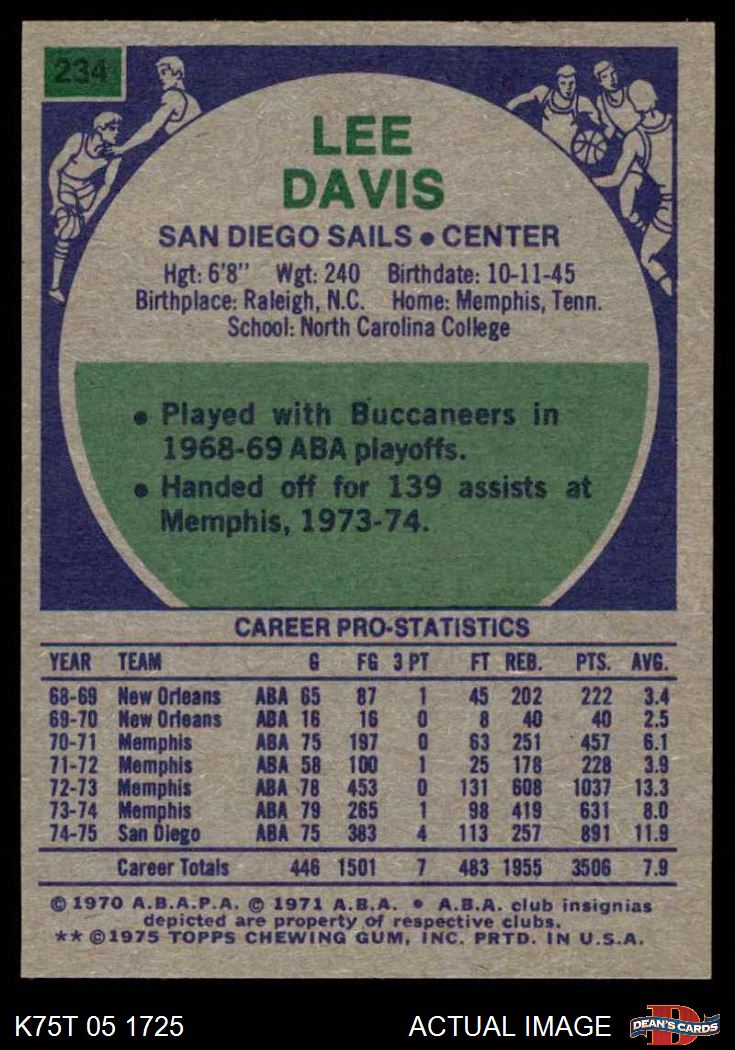 234
LEE
DAVIS
SAN DIEGO SAILS • CENTER
Hgt: 6'8" Wgt: 240 Birthdate: 10-11-45
Birthplace: Raleigh, N.C. Home: Memphis, Tenn.
School: North Carolina College
• Played with Buccaneers in
1968-69 ABA playoffs.
• Handed off for 139 assists at
Memphis, 1973-74.
CAREER PRO-STATISTICS
YEAR TEAM G FG 3 PT FT REB. PTS. AVG.
68-69 New Orleans ABA 65 87 1 45 202 222 3.4
69-70 New Orleans ABA 16 16 0 8 40 40 2.5
70-71 Memphis ABA 75 197 0 63 251 457 6.1
71-72 Memphis ABA 58 100 1 25 178 228 3.9
72-73 Memphis ABA 78 453 0 131 608 1037 13.3
73-74 Memphis ABA 79 265 1 98 419 631 8.0
74-75 San Diego ABA 75 383 4 113 257 891 11.9
Career Totals 446 1501 7 483 1955 3506 7.9
© 1970 A.B.A.P.A. © 1971 A.B.A. • A.B.A. club insignias
depicted are property of respective clubs.
** ©1975 TOPPS CHEWING GUM, INC. PRTD. IN U.S.A.
K75T 05 1725 ACTUAL IMAGE
D
DEAN'S CARDS